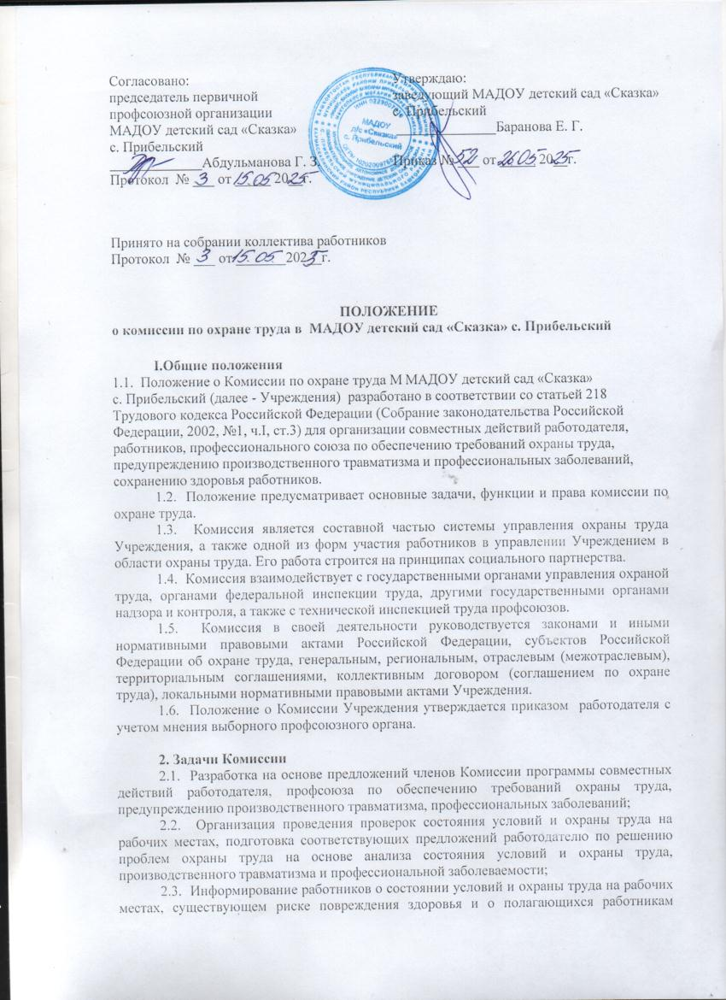 Согласовано:
председатель первичной
профсоюзной организации
МАДОУ детский сад «Сказка»
с. Прибельский
____________Абдульманова Г. З.
Протокол № 3 от 15.05 2025г.
Утверждаю:
заведующий МАДОУ детский сад «Сказка»
с. Прибельский
____________Баранова Е. Г.
Приказ № 52 от 26 05 2025г.
МАДОУ
д/с «Сказка»
с. Прибельский
Принято на собрании коллектива работников
Протокол № 3 от 15.05. 2025г.
ПОЛОЖЕНИЕ
о комиссии по охране труда в МАДОУ детский сад «Сказка» с. Прибельский
I.Общие положения
1.1. Положение о Комиссии по охране труда М МАДОУ детский сад «Сказка»
с. Прибельский (далее - Учреждения) разработано в соответствии со статьей 218
Трудового кодекса Российской Федерации (Собрание законодательства Российской
Федерации, 2002, №1, ч.I, ст.3) для организации совместных действий работодателя,
работников, профессионального союза по обеспечению требований охраны труда,
предупреждению производственного травматизма и профессиональных заболеваний,
сохранению здоровья работников.
1.2. Положение предусматривает основные задачи, функции и права комиссии по
охране труда.
1.3. Комиссия является составной частью системы управления охраны труда
Учреждения, а также одной из форм участия работников в управлении Учреждением в
области охраны труда. Его работа строится на принципах социального партнерства.
1.4. Комиссия взаимодействует с государственными органами управления охраной
труда, органами федеральной инспекции труда, другими государственными органами
надзора и контроля, а также с технической инспекцией труда профсоюзов.
1.5. Комиссия в своей деятельности руководствуется законами и иными
нормативными правовыми актами Российской Федерации, субъектов Российской
Федерации об охране труда, генеральным, региональным, отраслевым (межотраслевым),
территориальным соглашениями, коллективным договором (соглашением по охране
труда), локальными нормативными правовыми актами Учреждения.
1.6. Положение о Комиссии Учреждения утверждается приказом работодателя с
учетом мнения выборного профсоюзного органа.
2. Задачи Комиссии
2.1. Разработка на основе предложений членов Комиссии программы совместных
действий работодателя, профсоюза по обеспечению требований охраны труда,
предупреждению производственного травматизма, профессиональных заболеваний;
2.2. Организация проведения проверок состояния условий и охраны труда на
рабочих местах, подготовка соответствующих предложений работодателю по решению
проблем охраны труда на основе анализа состояния условий и охраны труда,
производственного травматизма и профессиональной заболеваемости;
2.3. Информирование работников о состоянии условий и охраны труда на рабочих
местах, существующем риске повреждения здоровья и о полагающихся работникам